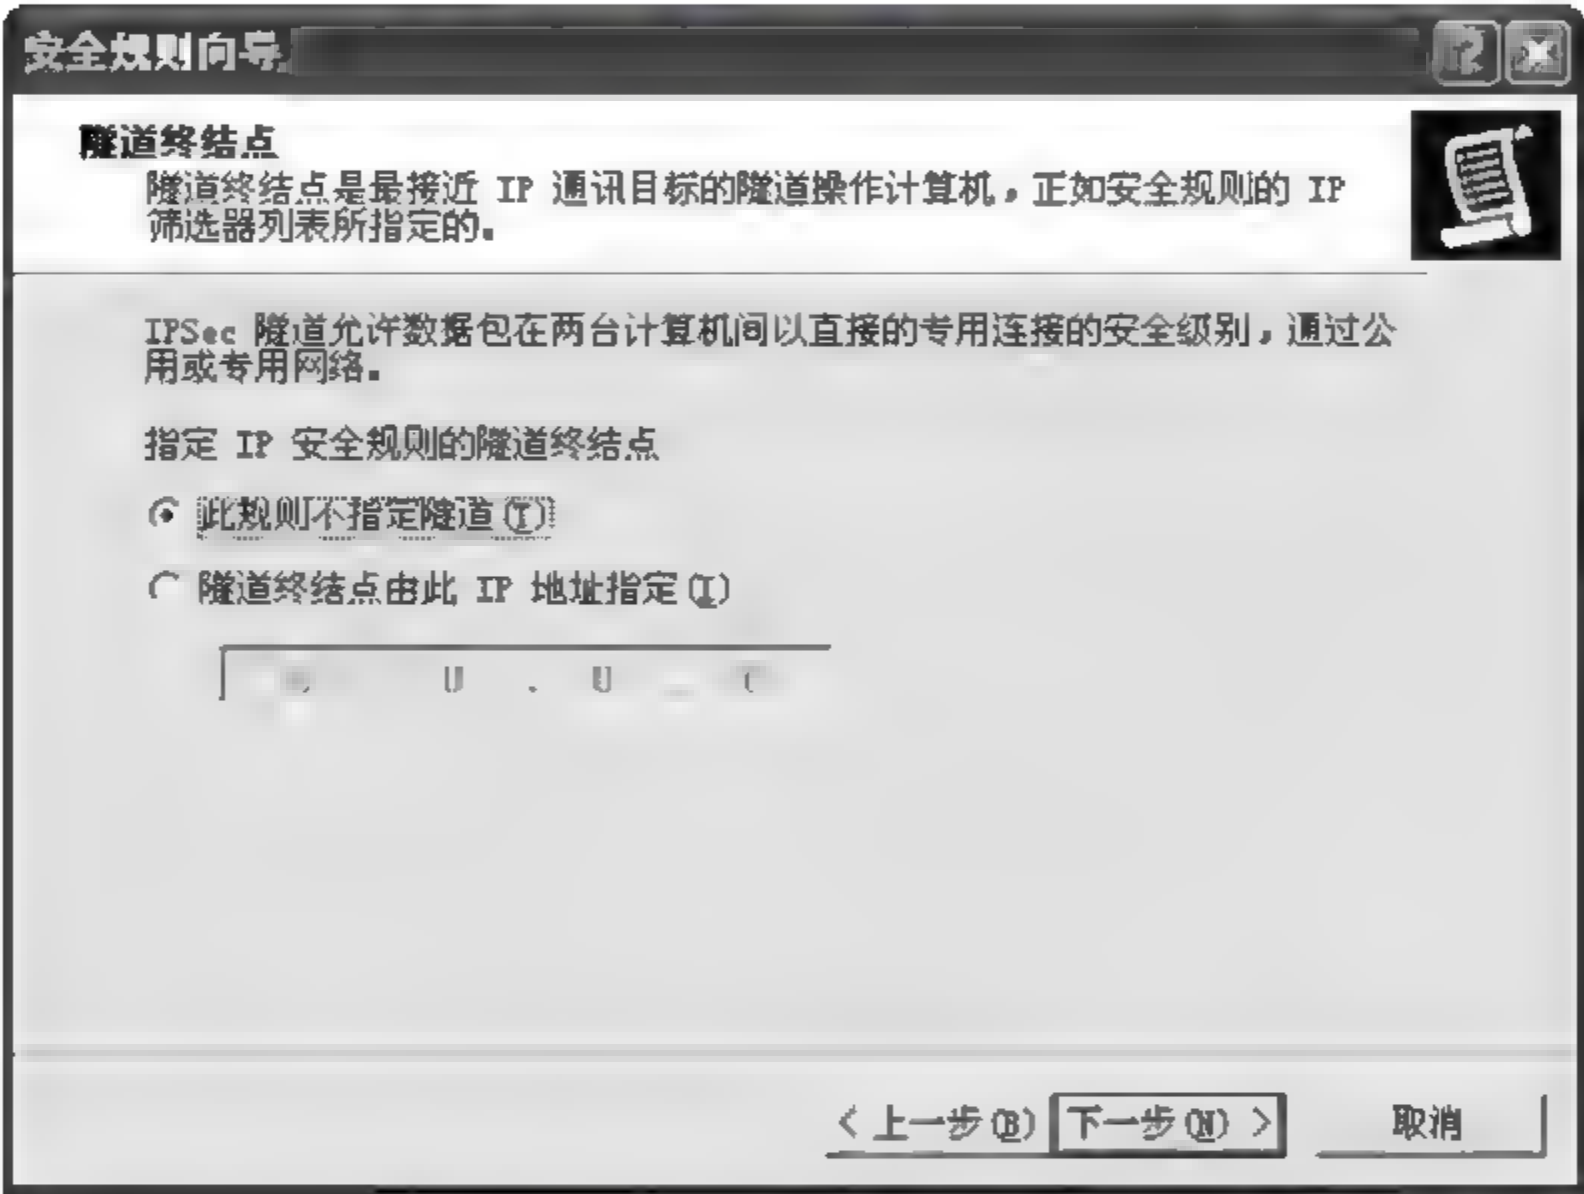 安全规则向导
隧道终结点
隧道终结点是最接近 IP 通讯目标的隧道操作计算机，正如安全规则的 IP
筛选器列表所指定的。
IPSec 隧道允许数据包在两台计算机间以直接的专用连接的安全级别，通过公
用或专用网络。
指定 IP 安全规则的隧道终结点
此规则不指定隧道(T)
隧道终结点由此 IP 地址指定(I)
< 上一步(B) 下一步(N) > 取消